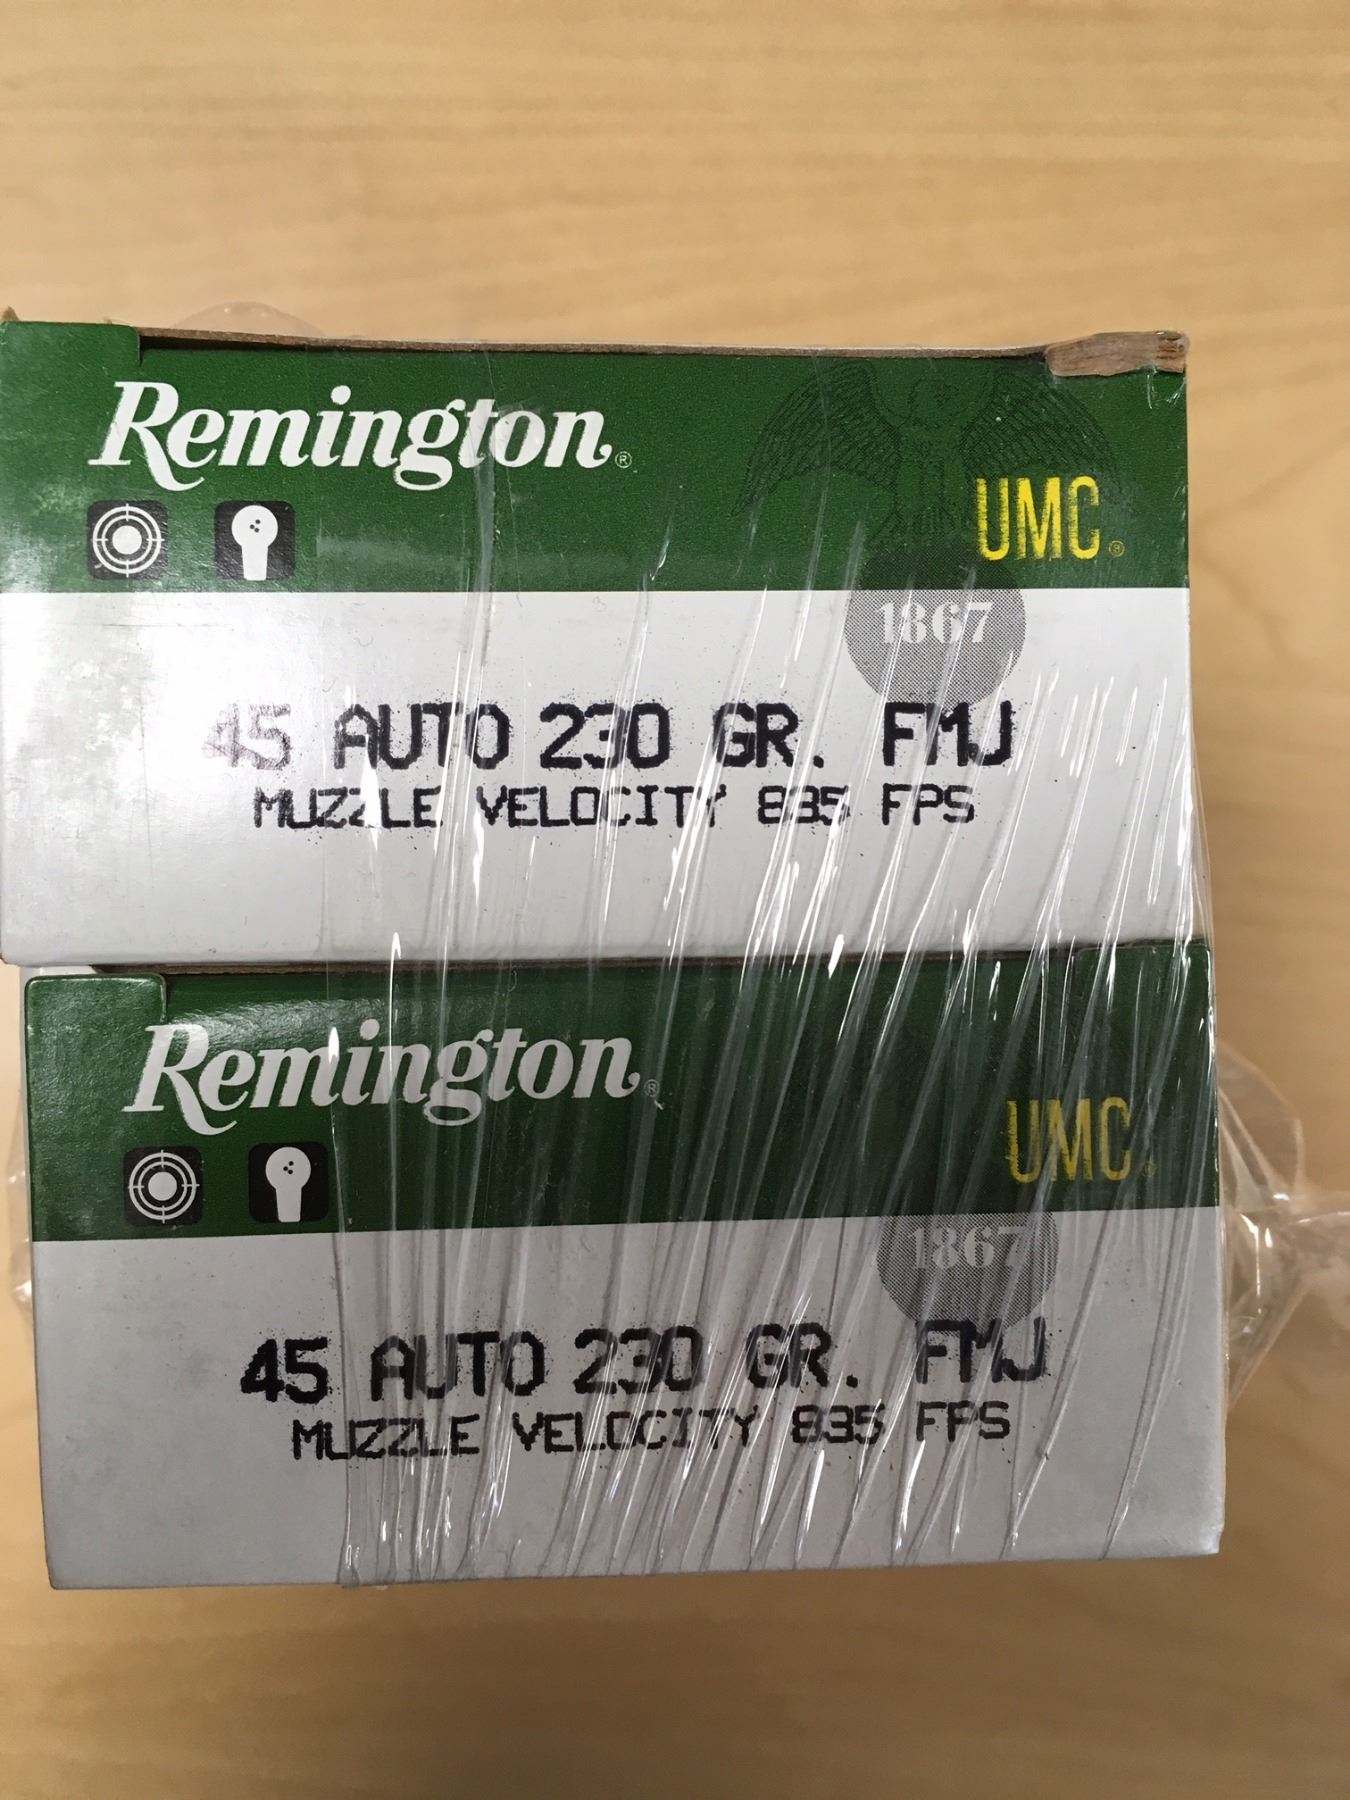 Remington®
UMC®
1867
45 AUTO 230 GR. FMJ
MUZZLE VELOCITY 835 FPS
Remington®
UMC®
1867
45 AUTO 230 GR. FMJ
MUZZLE VELOCITY 835 FPS